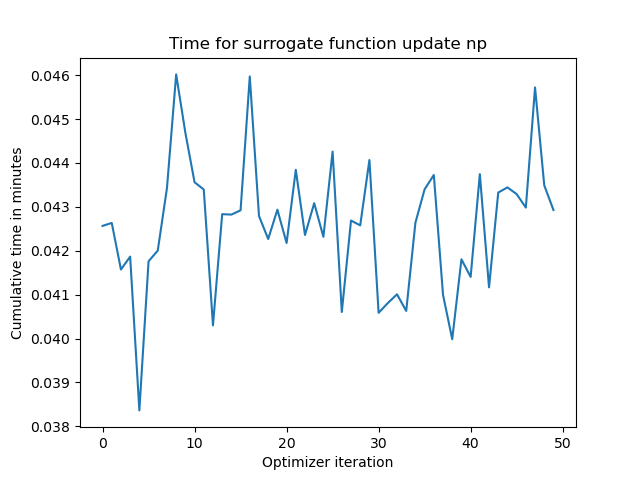 Time for surrogate function update np
Cumulative time in minutes
0.046
0.045
0.044
0.043
0.042
0.041
0.040
0.039
0.038
0 10 20 30 40 50
Optimizer iteration